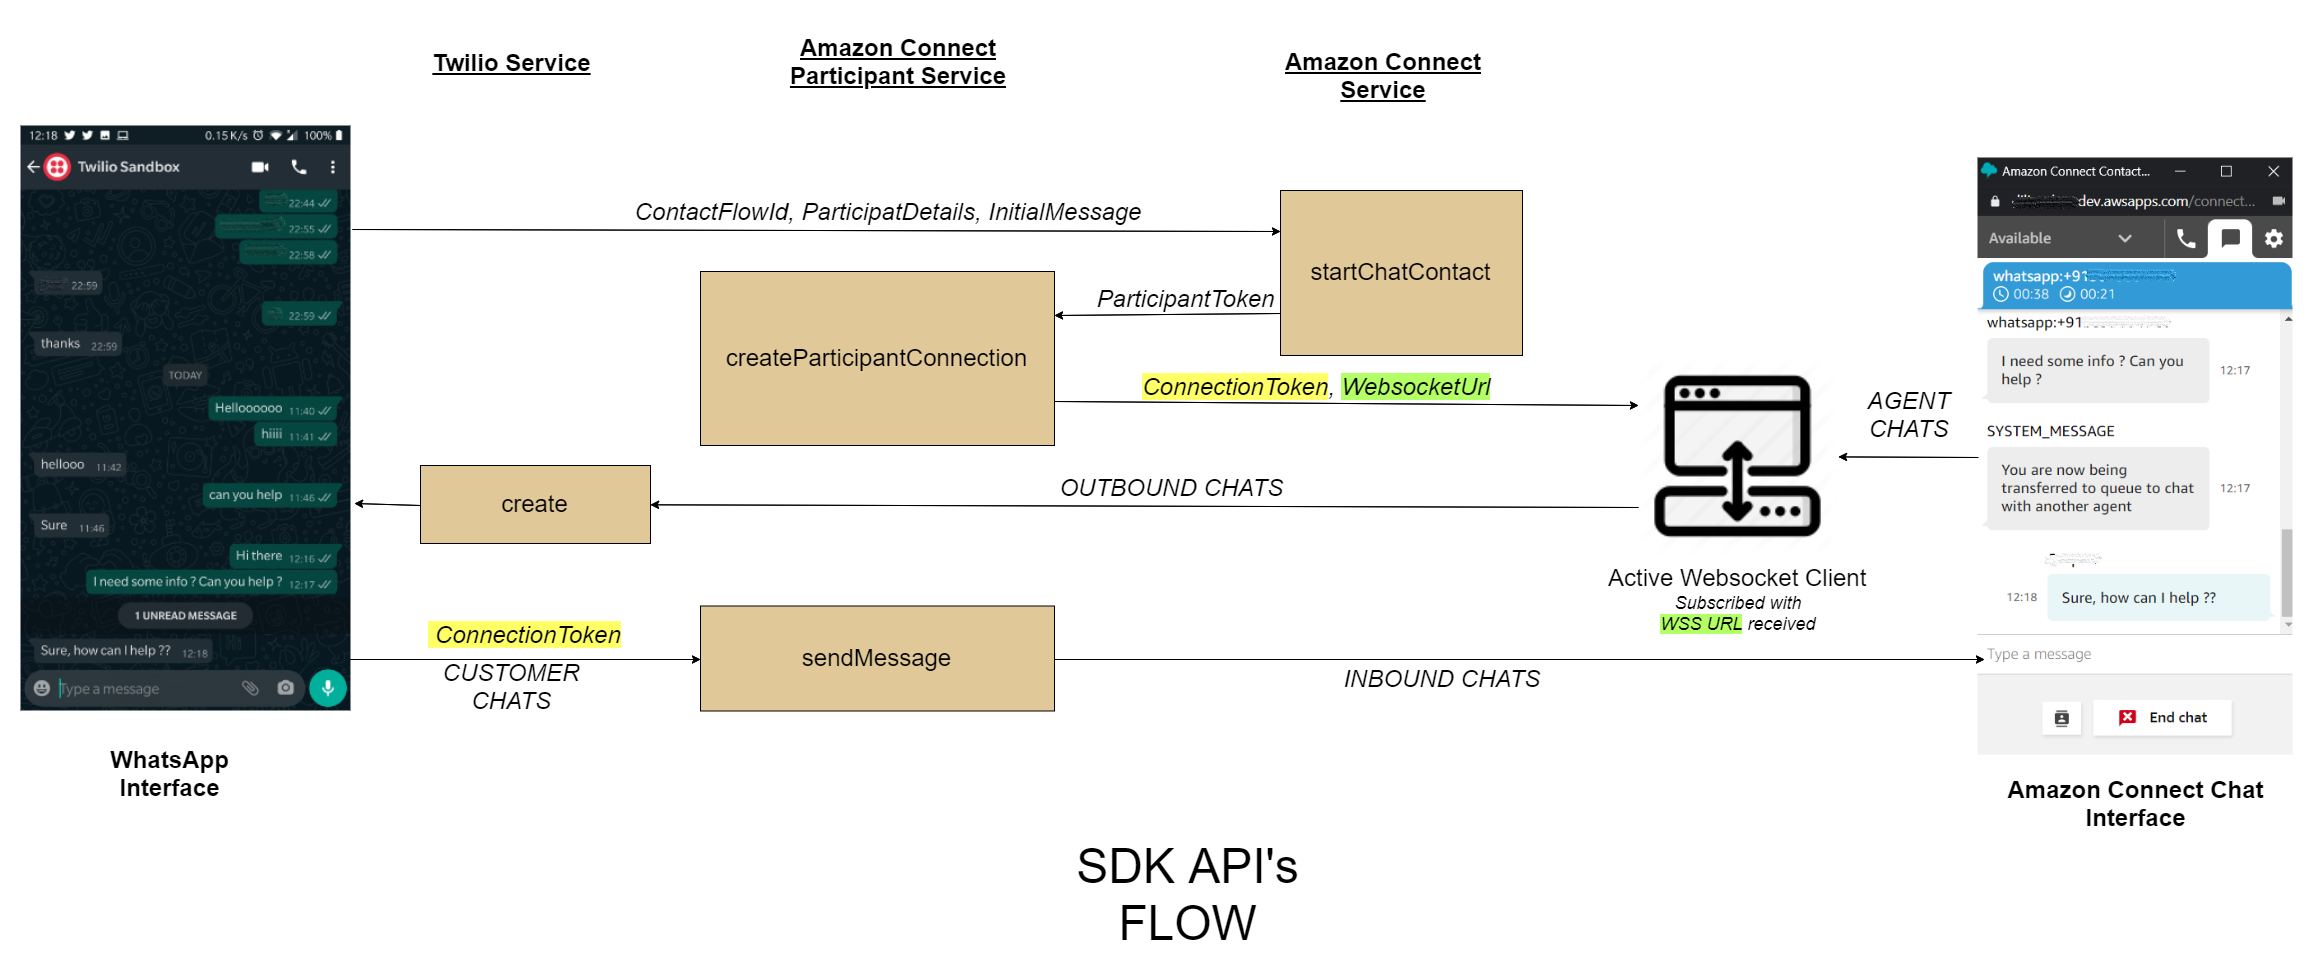 Twilio Service
Amazon Connect
Participant Service
Amazon Connect
Service
12:18
0.15 K/s
100%
Twilio Sandbox
22:44
22:55
22:58
22:59
22:59
thanks 22:59
TODAY
Helloooooo 11:40
hiiii 11:41
hellooo 11:42
can you help 11:46
Sure 11:46
Hi there 12:16
I need some info ? Can you help ? 12:17
1 UNREAD MESSAGE
Sure, how can I help ?? 12:18
Type a message
WhatsApp
Interface
ContactFlowId, ParticipatDetails, InitialMessage
startChatContact
ParticipantToken
createParticipantConnection
ConnectionToken, WebsocketUrl
AGENT
CHATS
OUTBOUND CHATS
create
Active Websocket Client
Subscribed with
WSS URL received
ConnectionToken
CUSTOMER
CHATS
sendMessage
INBOUND CHATS
Amazon Connect Contact...
dev.awsapps.com/connect...
Available
whatsapp:+91
00:38 00:21
whatsapp:+91
I need some info ? Can you
help ?
12:17
SYSTEM_MESSAGE
You are now being
transferred to queue to chat
with another agent
12:17
12:18
Sure, how can I help ??
Type a message
End chat
Amazon Connect Chat
Interface
SDK API's
FLOW